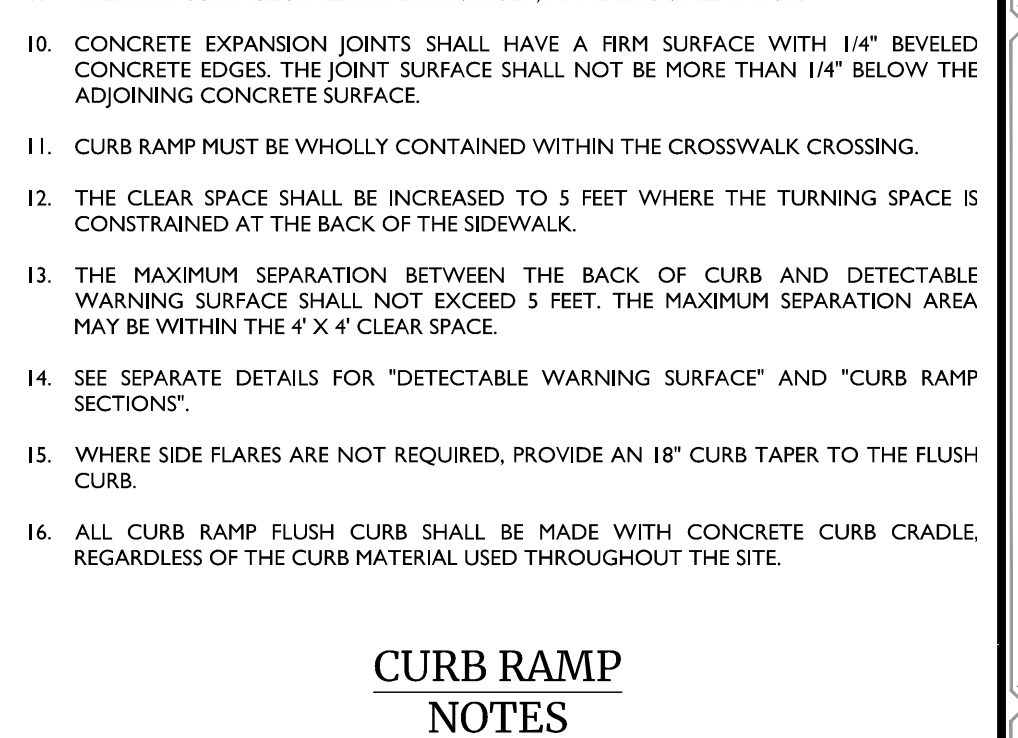 10. CONCRETE EXPANSION JOINTS SHALL HAVE A FIRM SURFACE WITH 1/4" BEVELED
CONCRETE EDGES. THE JOINT SURFACE SHALL NOT BE MORE THAN 1/4" BELOW THE
ADJOINING CONCRETE SURFACE.
11. CURB RAMP MUST BE WHOLLY CONTAINED WITHIN THE CROSSWALK CROSSING.
12. THE CLEAR SPACE SHALL BE INCREASED TO 5 FEET WHERE THE TURNING SPACE IS
CONSTRAINED AT THE BACK OF THE SIDEWALK.
13. THE MAXIMUM SEPARATION BETWEEN THE BACK OF CURB AND DETECTABLE
WARNING SURFACE SHALL NOT EXCEED 5 FEET. THE MAXIMUM SEPARATION AREA
MAY BE WITHIN THE 4' X 4' CLEAR SPACE.
14. SEE SEPARATE DETAILS FOR "DETECTABLE WARNING SURFACE" AND "CURB RAMP
SECTIONS".
15. WHERE SIDE FLARES ARE NOT REQUIRED, PROVIDE AN 18" CURB TAPER TO THE FLUSH
CURB.
16. ALL CURB RAMP FLUSH CURB SHALL BE MADE WITH CONCRETE CURB CRADLE,
REGARDLESS OF THE CURB MATERIAL USED THROUGHOUT THE SITE.
CURB RAMP
NOTES